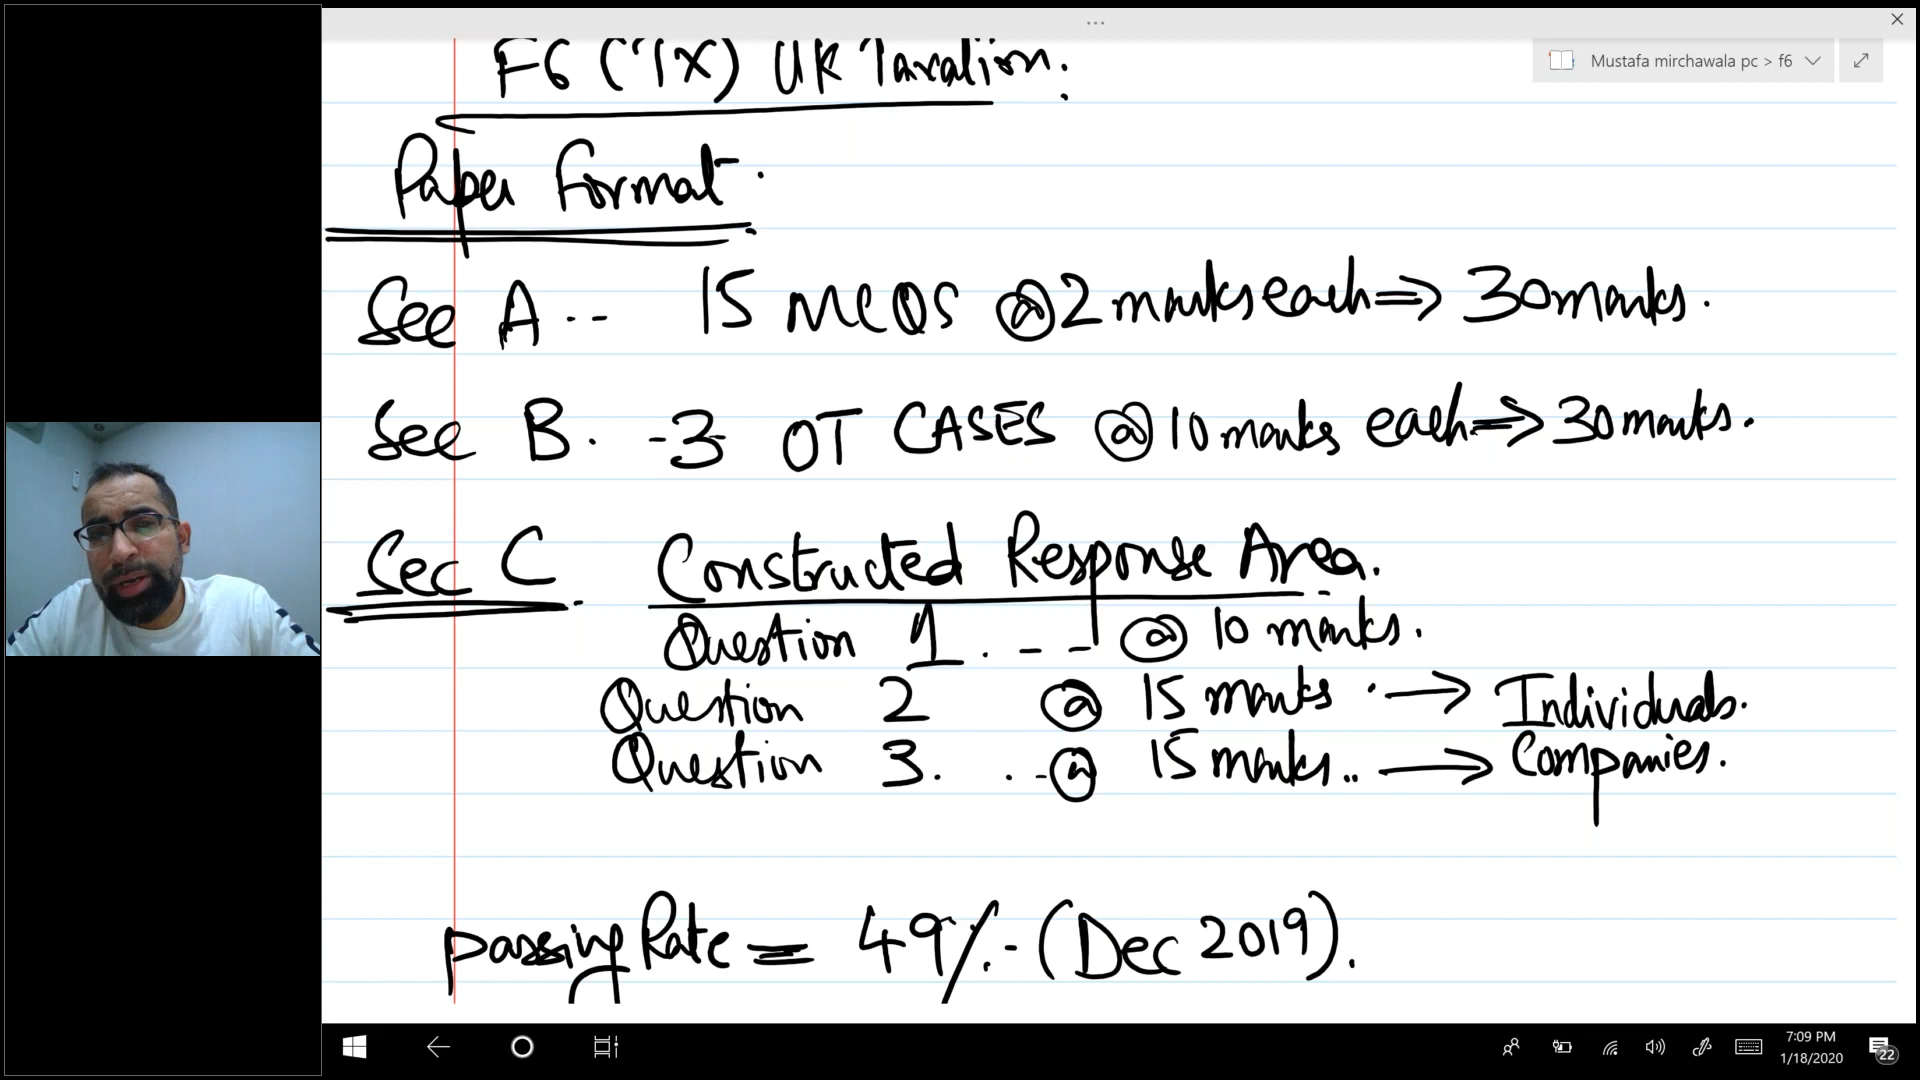 ...
Mustafa mirchawala pc > f6
F6 (TX) UK Taxation.
Paper Format.
Sec A -- 15 MCQS @ 2 marks each ⇒ 30 marks.
Sec B. -3- OT CASES @ 10 marks each ⇒ 30 marks.
Sec C Constructed Response Area.
Question 1. - - @ 10 marks.
Question 2 @ 15 marks. → Individuals.
Question 3. . - @ 15 marks.. → Companies.
Passing Rate = 49%. - (Dec 2019).
7:09 PM
1/18/2020
22